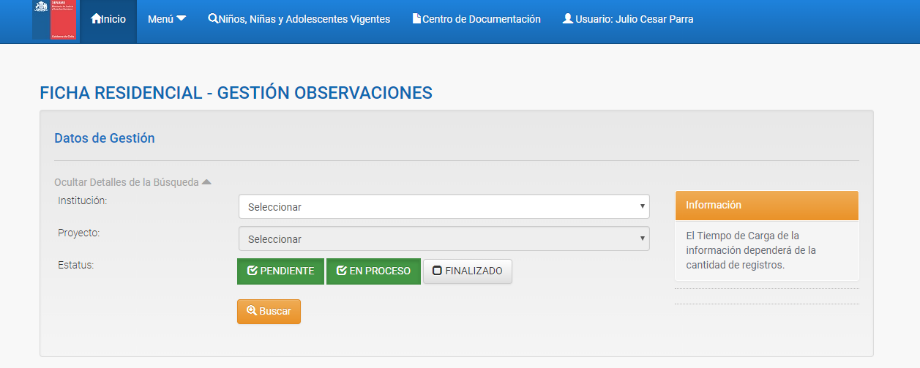 Inicio
Menú
Niños, Niñas y Adolescentes Vigentes
Centro de Documentación
Usuario: Julio Cesar Parra
FICHA RESIDENCIAL - GESTIÓN OBSERVACIONES
Datos de Gestión
Ocultar Detalles de la Búsqueda
Institución:
Seleccionar
Proyecto:
Seleccionar
Estatus:
PENDIENTE
EN PROCESO
FINALIZADO
Buscar
Información
El Tiempo de Carga de la
información dependerá de la
cantidad de registros.